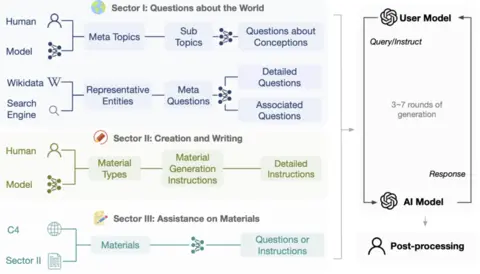 Sector I: Questions about the World
Human
Model
Meta Topics
Sub
Topics
Questions about
Conceptions
Wikidata
W
Search
Engine
Representative
Entities
Meta
Questions
Detailed
Questions
Associated
Questions
Sector II: Creation and Writing
Human
Model
Material
Types
Material
Generation
Instructions
Detailed
Instructions
Sector III: Assistance on Materials
C4
Sector II
Materials
Questions or
Instructions
User Model
Query/Instruct
3~7 rounds of
generation
Response
AI Model
Post-processing